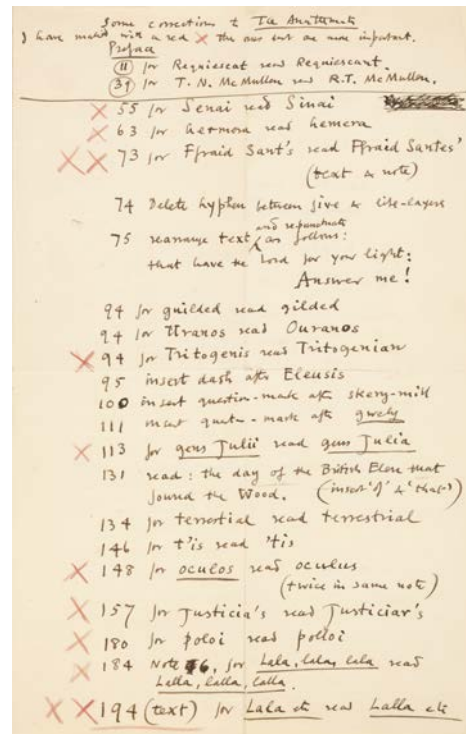 Some corrections to The Anathemata
I have marked with a red X the ones that are more important.
Preface
11 for Requiescat read Requiescant.
39 for T. N. McMullen read R.T. McMullen.
X 55 for Senai read Sinai
X 63 for hermora read hemera
X X 73 for Ffraid Sant's read Ffraid Santes'
(text & note)
74 Delete hyphen between give & life-layers
and repunctuate
75 rearrange text as follows:
that have the Lord for your light:
Answer me!
94 for guilded read gilded
94 for Uranos read Ouranos
X 94 for Tritogenis read Tritogenian
95 insert dash after Eleusis
100 insert question-mark after skerry-mill
111 insert quest-mark after gwely
X 113 for gens Julii read gens Julia
131 read: the day of the British Elen that
found the Wood. (insert 'of' & 'that')
134 for terrestial read terrestrial
146 for t'is read 'tis
X 148 for oculos read oculus
(twice in same note)
X 157 for Justicia's read Justiciar's
X 180 for poloi read polloi
X 184 Note 6, for Lala, lala, lala read
Lalla, lalla, lalla.
X X 194 (text) for Lala etc read Lalla etc